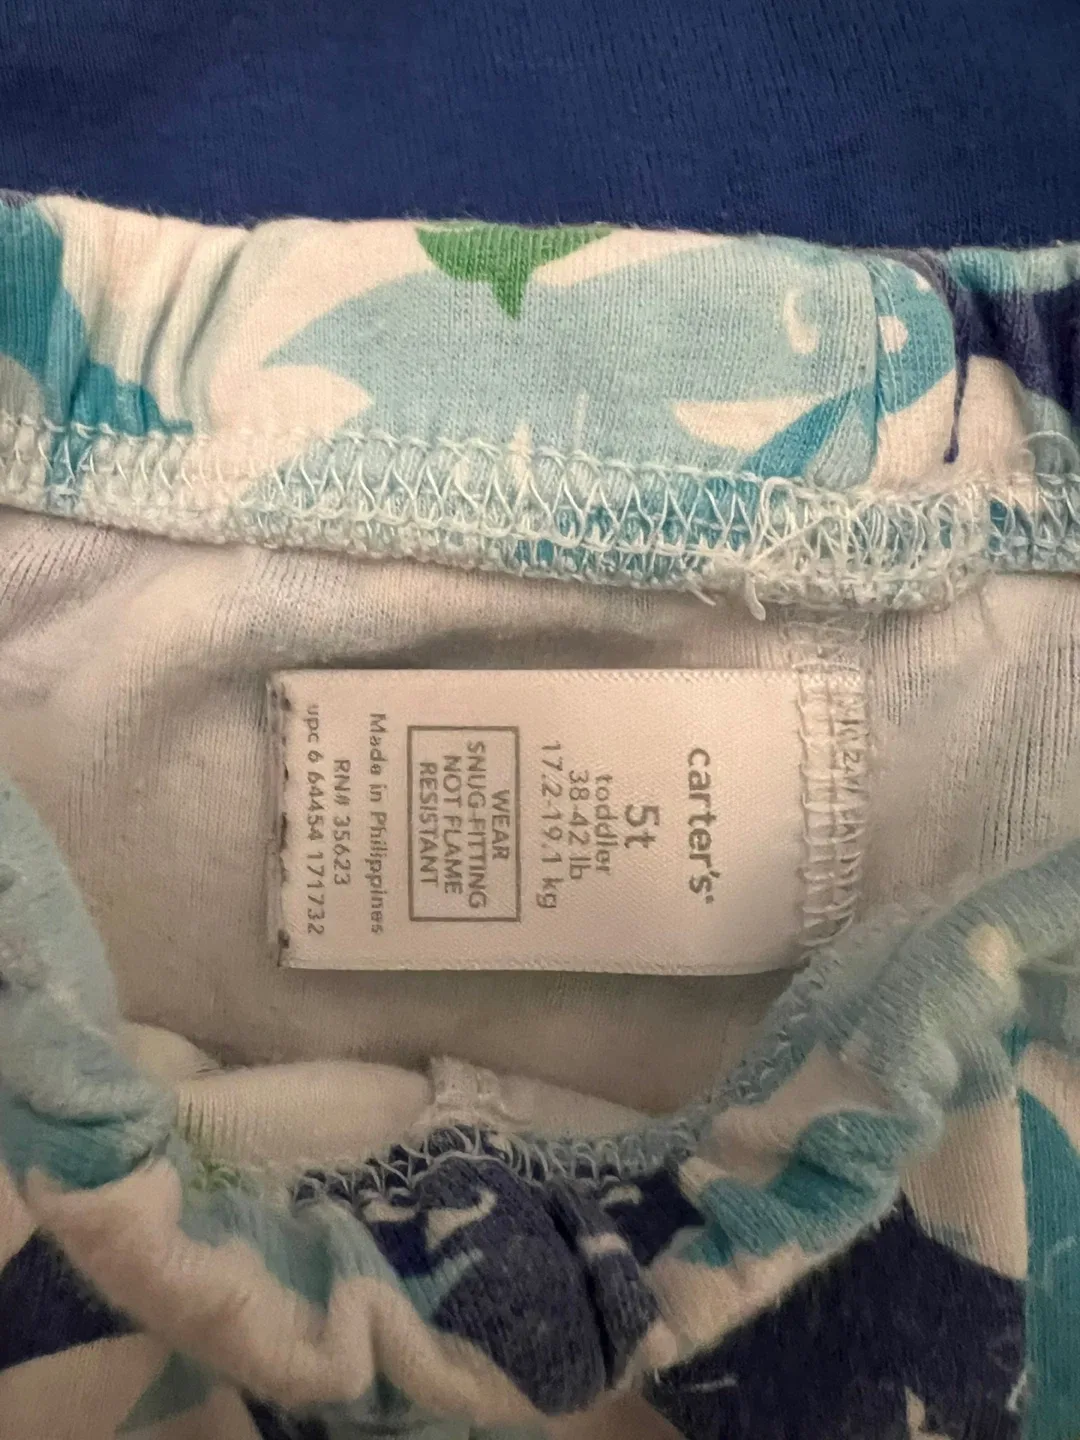 carter's®
5t
toddler
38-42 lb
17.2-19.1 kg
WEAR
SNUG-FITTING
NOT FLAME
RESISTANT
Made in Philippines
RN# 35623
upc 6 64454 171732